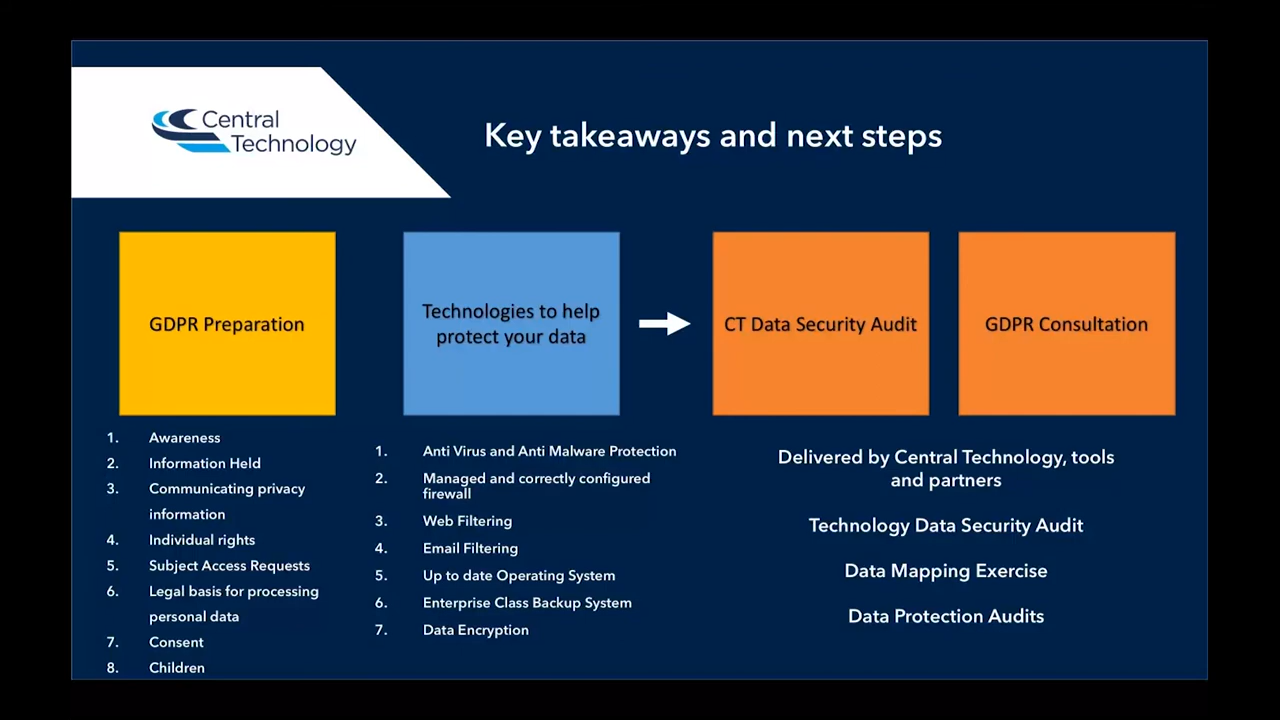 Central
Technology
Key takeaways and next steps
GDPR Preparation
Technologies to help
protect your data
CT Data Security Audit
GDPR Consultation
1. Awareness
2. Information Held
3. Communicating privacy
information
4. Individual rights
5. Subject Access Requests
6. Legal basis for processing
personal data
7. Consent
8. Children
1. Anti Virus and Anti Malware Protection
2. Managed and correctly configured
firewall
3. Web Filtering
4. Email Filtering
5. Up to date Operating System
6. Enterprise Class Backup System
7. Data Encryption
Delivered by Central Technology, tools
and partners
Technology Data Security Audit
Data Mapping Exercise
Data Protection Audits